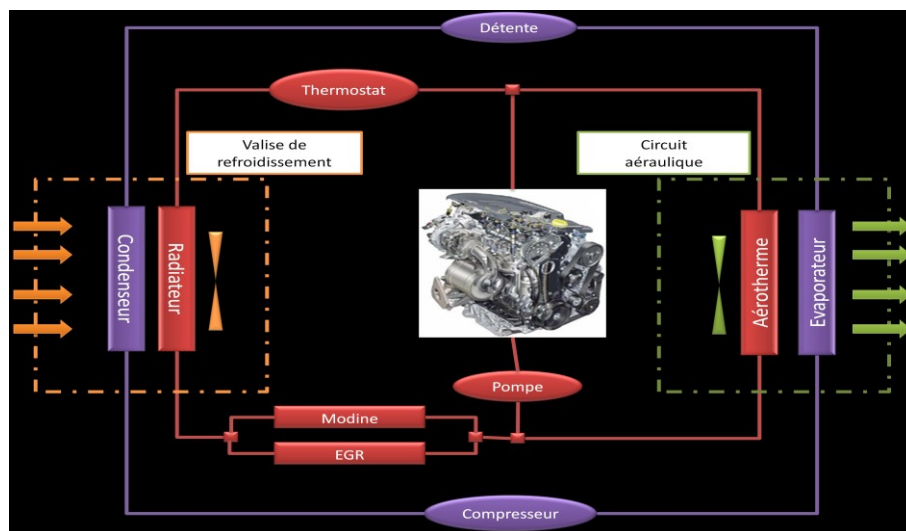 Détente
Thermostat
Valise de
refroidissement
Circuit
aéraulique
Condenseur
Radiateur
Aérotherme
Evaporateur
Pompe
Modine
EGR
Compresseur